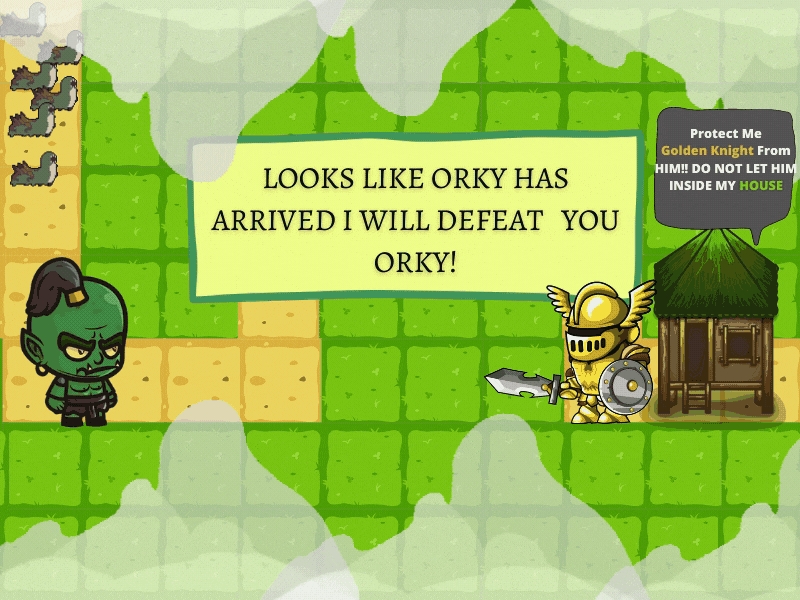 LOOKS LIKE ORKY HAS
ARRIVED I WILL DEFEAT YOU
ORKY!
Protect Me
Golden Knight From
HIM!! DO NOT LET HIM
INSIDE MY HOUSE